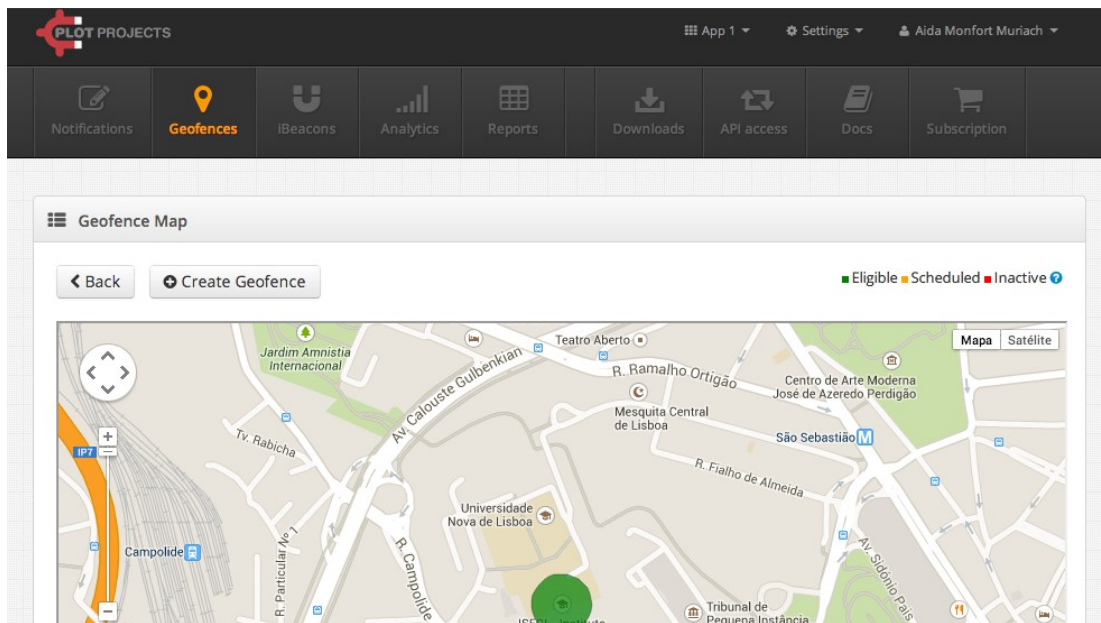 PLOT PROJECTS
App 1 Settings Aida Monfort Muriach
Notifications Geofences iBeacons Analytics Reports Downloads API access Docs Subscription
Geofence Map
Back Create Geofence Eligible Scheduled Inactive
Mapa Satélite
Teatro Aberto
Jardim Amnistia
Internacional
Av. Calouste Gulbenkian
R. Ramalho Ortigão
Centro de Arte Moderna
José de Azeredo Perdigão
Mesquita Central
de Lisboa
São Sebastião M
Tv. Rabicha
IP7
R. Fialho de Almeida
Universidade
Nova de Lisboa
Campolide
R. Particular Nº 1
R. Campolide
Av. Sidónio Pais
Tribunal de
Pequena Instância